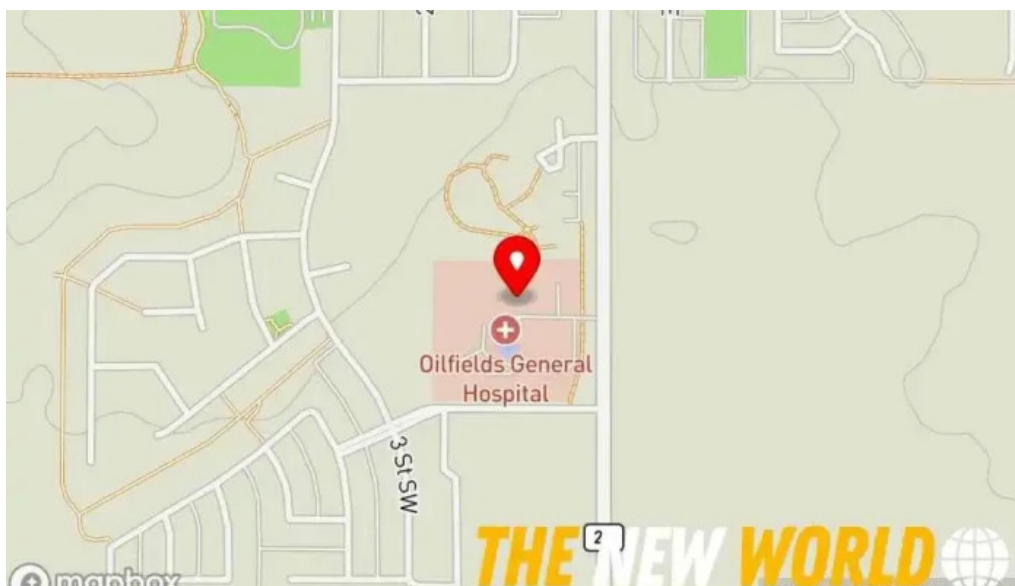 Oilfields General
Hospital
3 St SW
2
THE NEW WORLD
mapbox